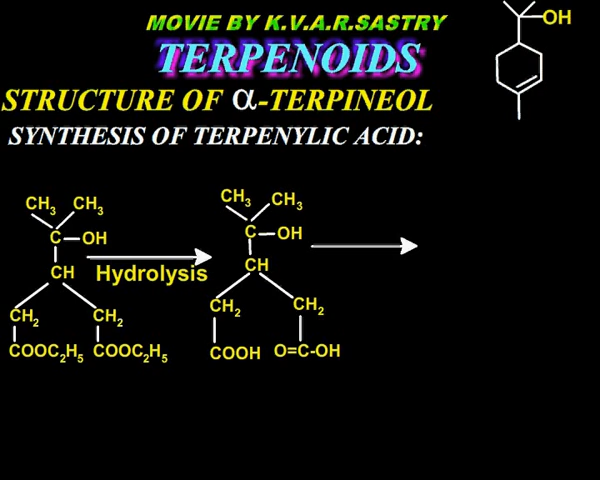 MOVIE BY K.V.A.R.SASTRY
OH
TERPENOIDS
STRUCTURE OF α-TERPINEOL
SYNTHESIS OF TERPENYLIC ACID:
CH3 CH3
C-OH
CH
CH2 CH2
COOC2H5 COOC2H5
Hydrolysis
CH3 CH3
C-OH
CH
CH2 CH2
COOH O=C-OH